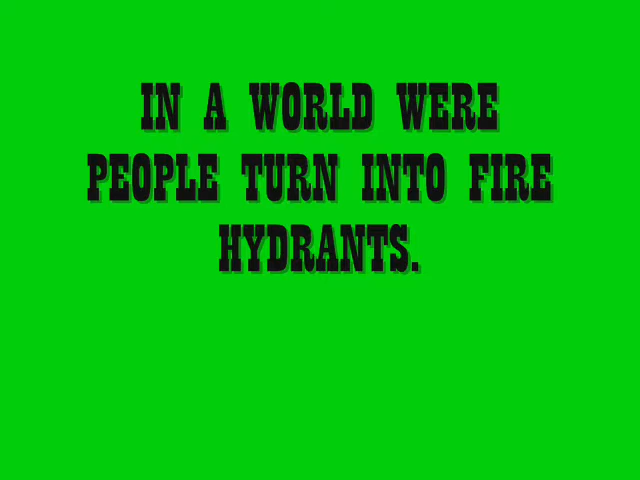 IN A WORLD WERE
PEOPLE TURN INTO FIRE
HYDRANTS.